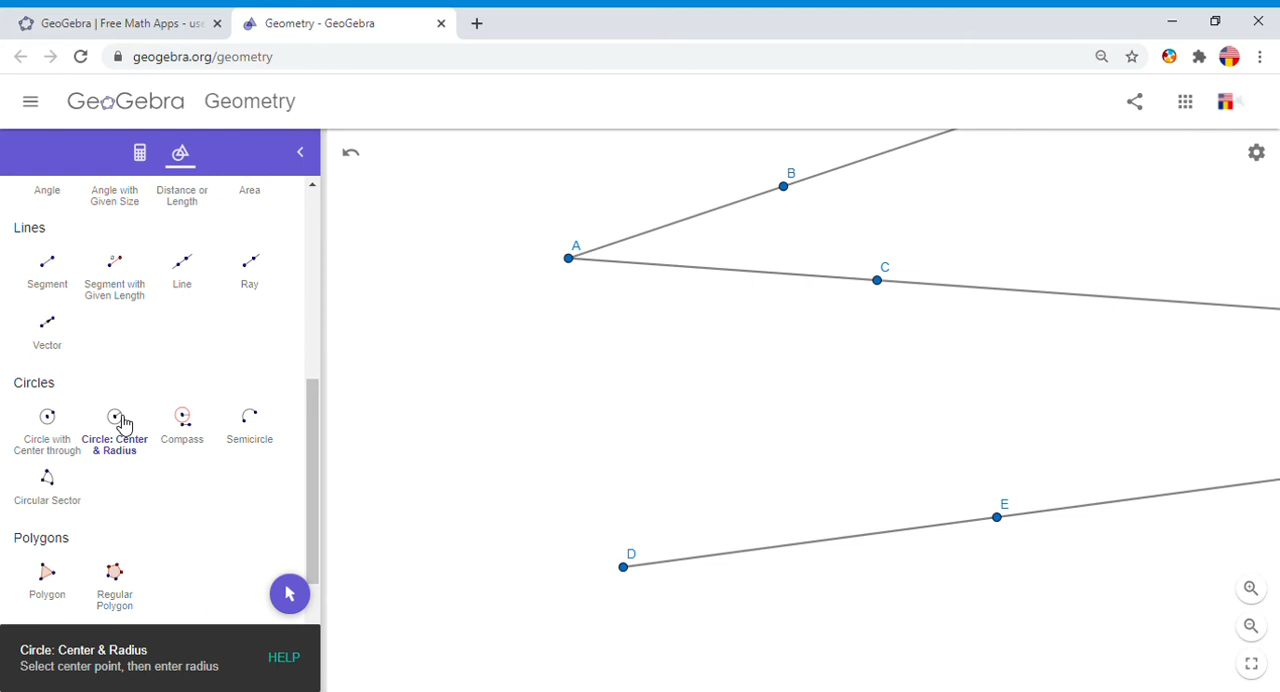 GeoGebra | Free Math Apps - use
Geometry - GeoGebra
geogebra.org/geometry
GeoGebra Geometry
Angle
Angle with Given Size
Distance or Length
Area
Lines
Segment
Segment with Given Length
Line
Ray
Vector
Circles
Circle with Center through
Circle: Center & Radius
Compass
Semicircle
Circular Sector
Polygons
Polygon
Regular Polygon
Circle: Center & Radius
Select center point, then enter radius
HELP
A
B
C
D
E